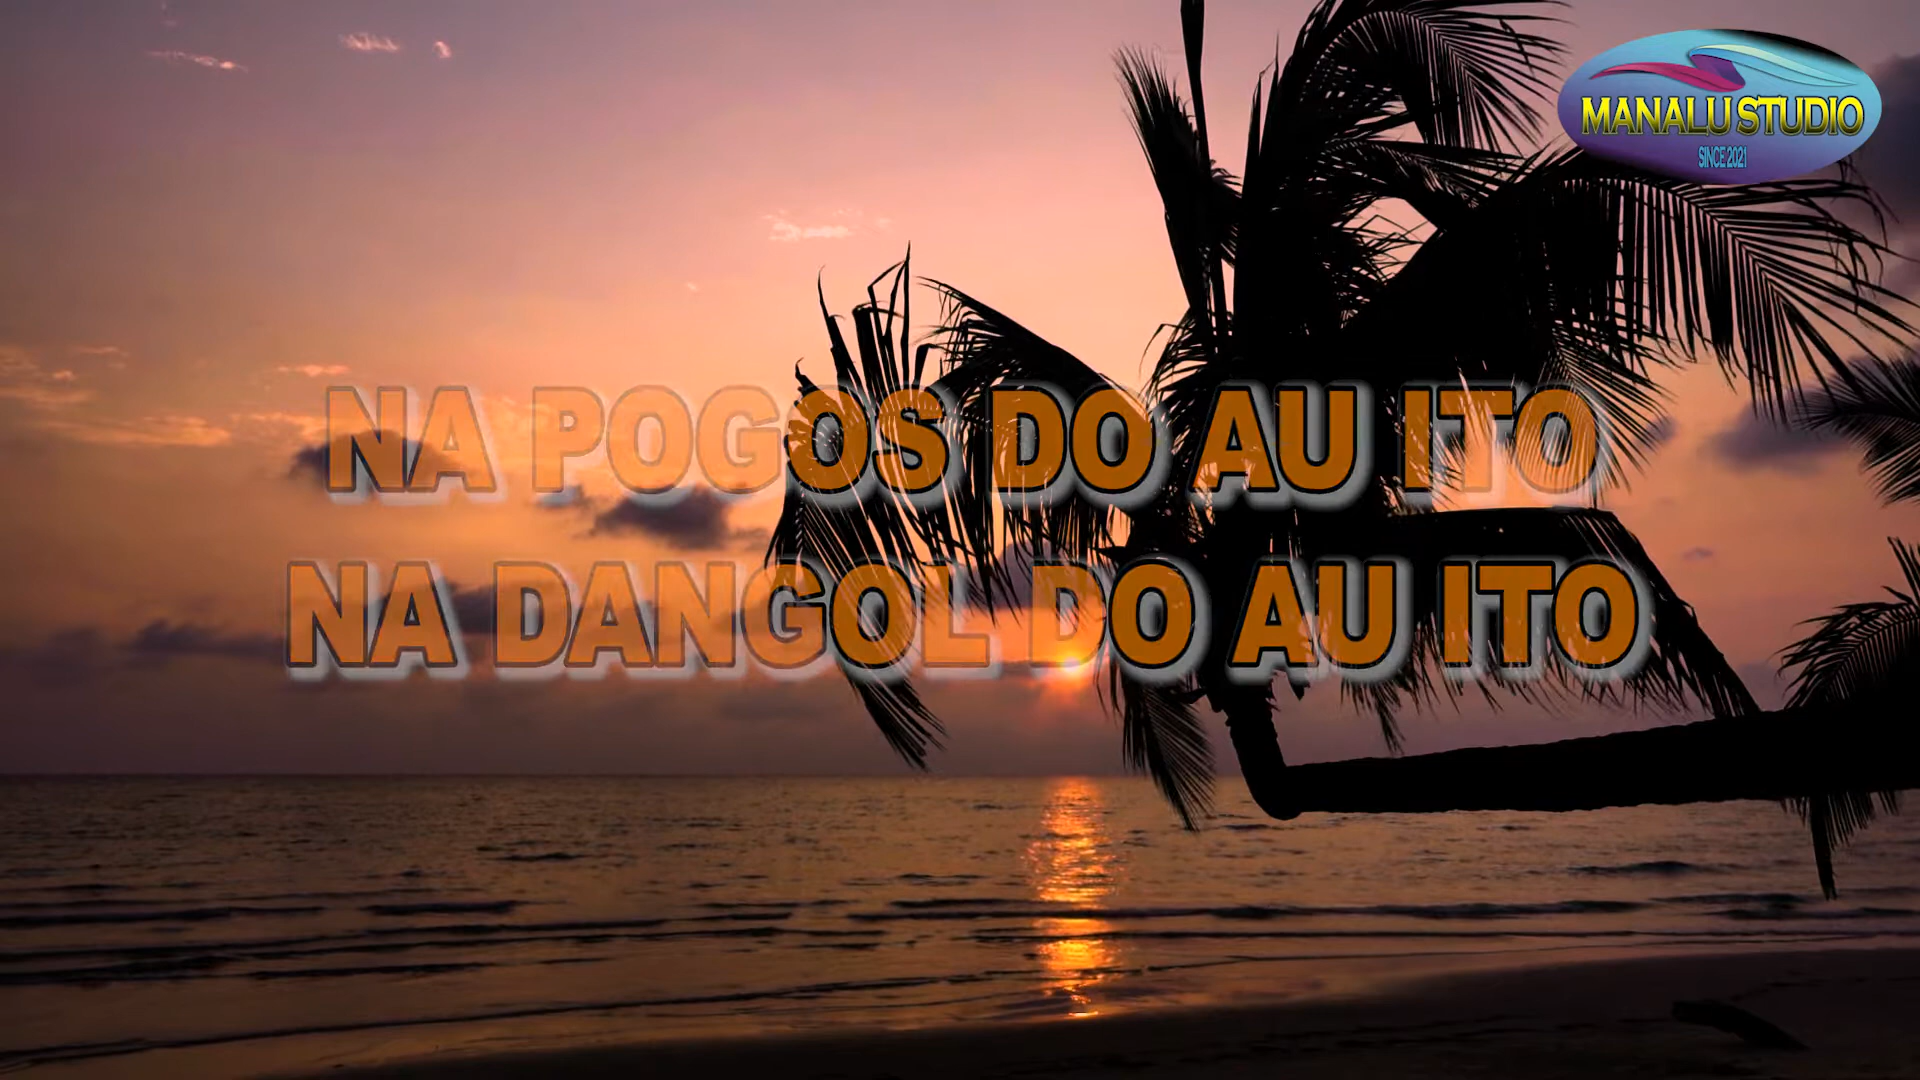 MANALU STUDIO
SINCE 2021
NA POGOS DO AU ITO
NA DANGOL DO AU ITO